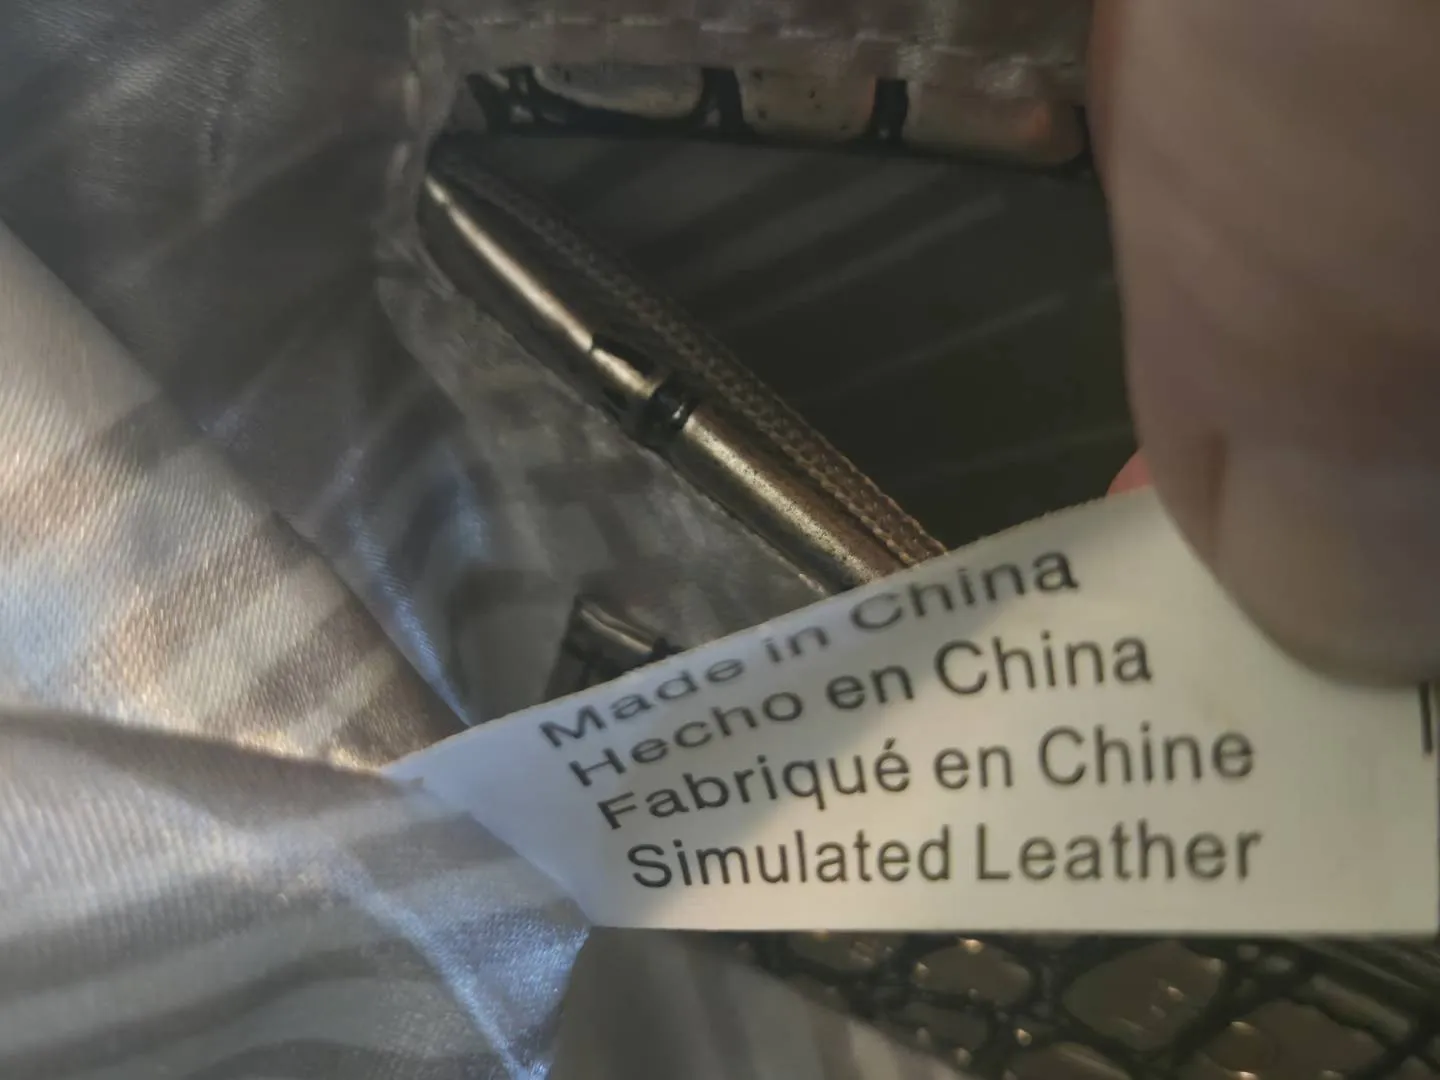 Made in China
Hecho en China
Fabriqué en Chine
Simulated Leather